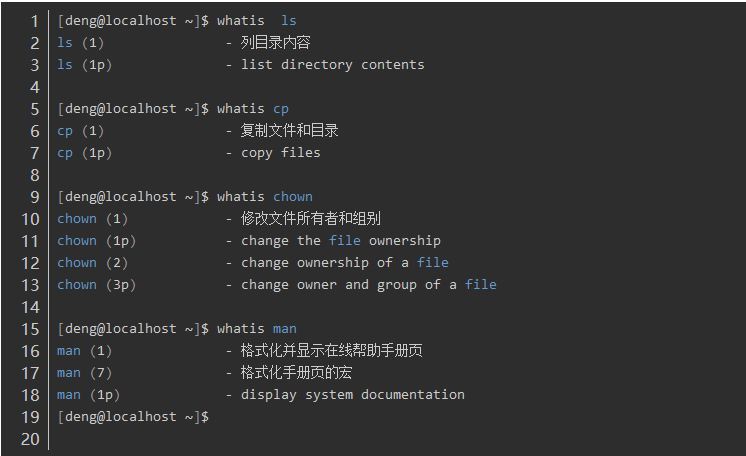 1 [deng@localhost ~]$ whatis  ls
2 ls (1)               - 列目录内容
3 ls (1p)              - list directory contents
4
5 [deng@localhost ~]$ whatis cp
6 cp (1)               - 复制文件和目录
7 cp (1p)              - copy files
8
9 [deng@localhost ~]$ whatis chown
10 chown (1)            - 修改文件所有者和组别
11 chown (1p)           - change the file ownership
12 chown (2)            - change ownership of a file
13 chown (3p)           - change owner and group of a file
14
15 [deng@localhost ~]$ whatis man
16 man (1)              - 格式化并显示在线帮助手册页
17 man (7)              - 格式化手册页的宏
18 man (1p)             - display system documentation
19 [deng@localhost ~]$
20